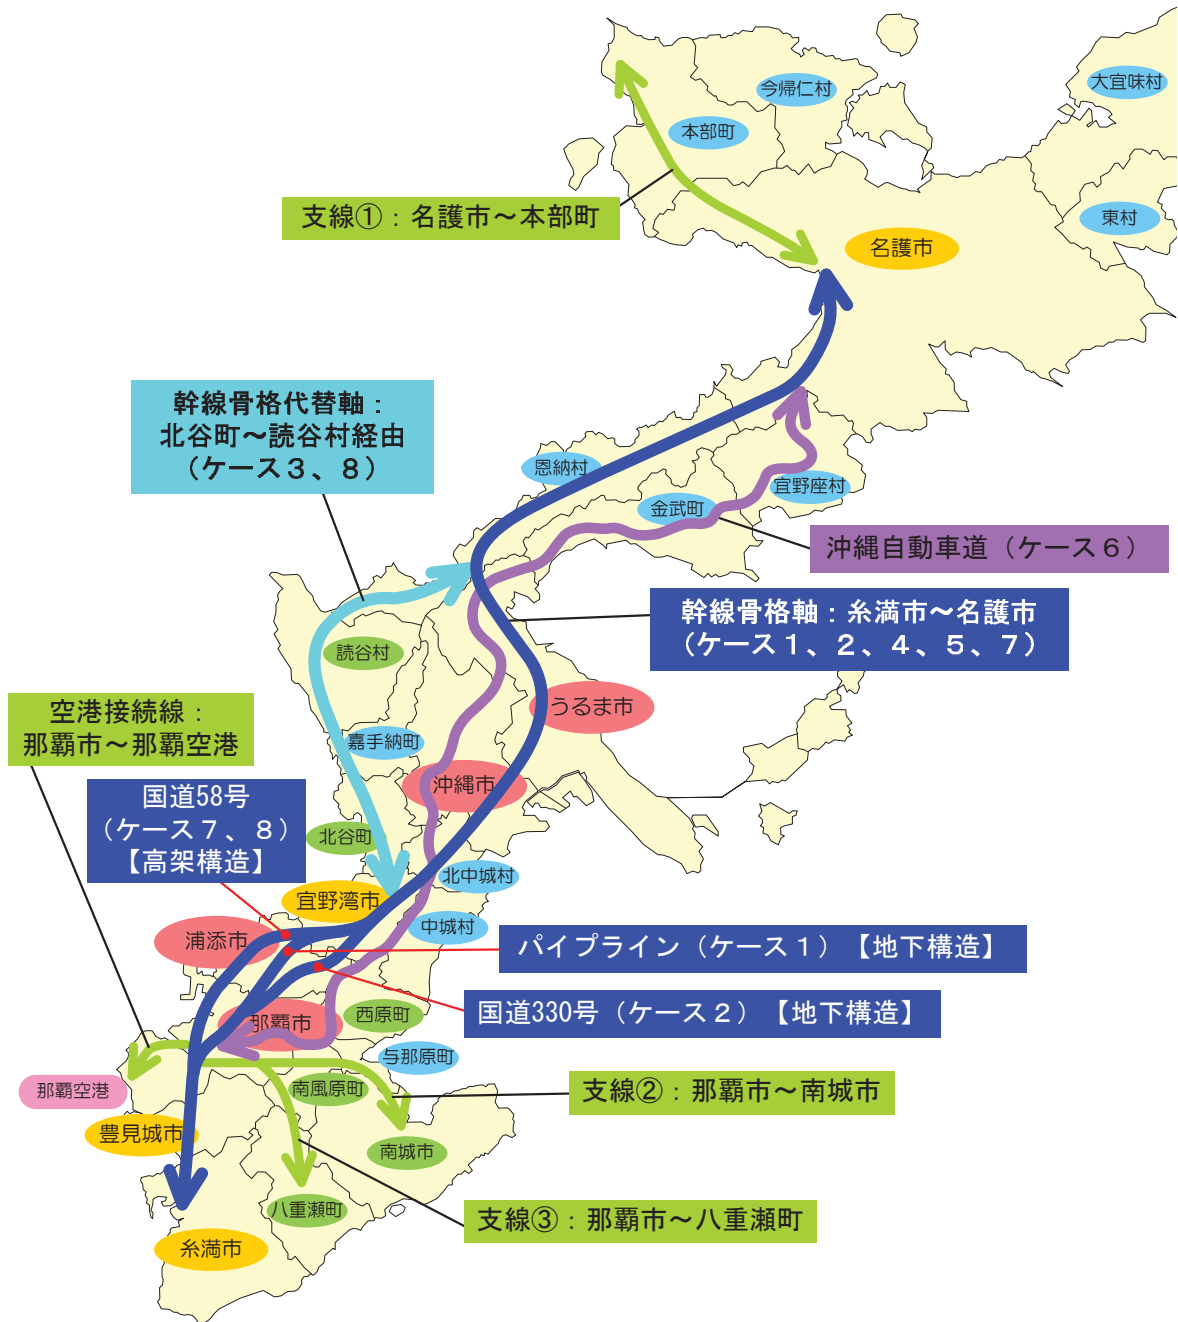 今帰仁村
大宜味村
本部町
支線①：名護市～本部町
東村
名護市
幹線骨格代替軸：
北谷町～読谷村経由
（ケース３、８）
恩納村
宜野座村
金武町
沖縄自動車道（ケース６）
幹線骨格軸：糸満市～名護市
（ケース１、２、４、５、７）
読谷村
空港接続線：
那覇市～那覇空港
うるま市
嘉手納町
沖縄市
国道58号
（ケース７、８）
【高架構造】
北谷町
北中城村
宜野湾市
中城村
浦添市
パイプライン（ケース１）【地下構造】
国道330号（ケース２）【地下構造】
西原町
那覇市
与那原町
那覇空港
南風原町
支線②：那覇市～南城市
豊見城市
南城市
八重瀬町
支線③：那覇市～八重瀬町
糸満市